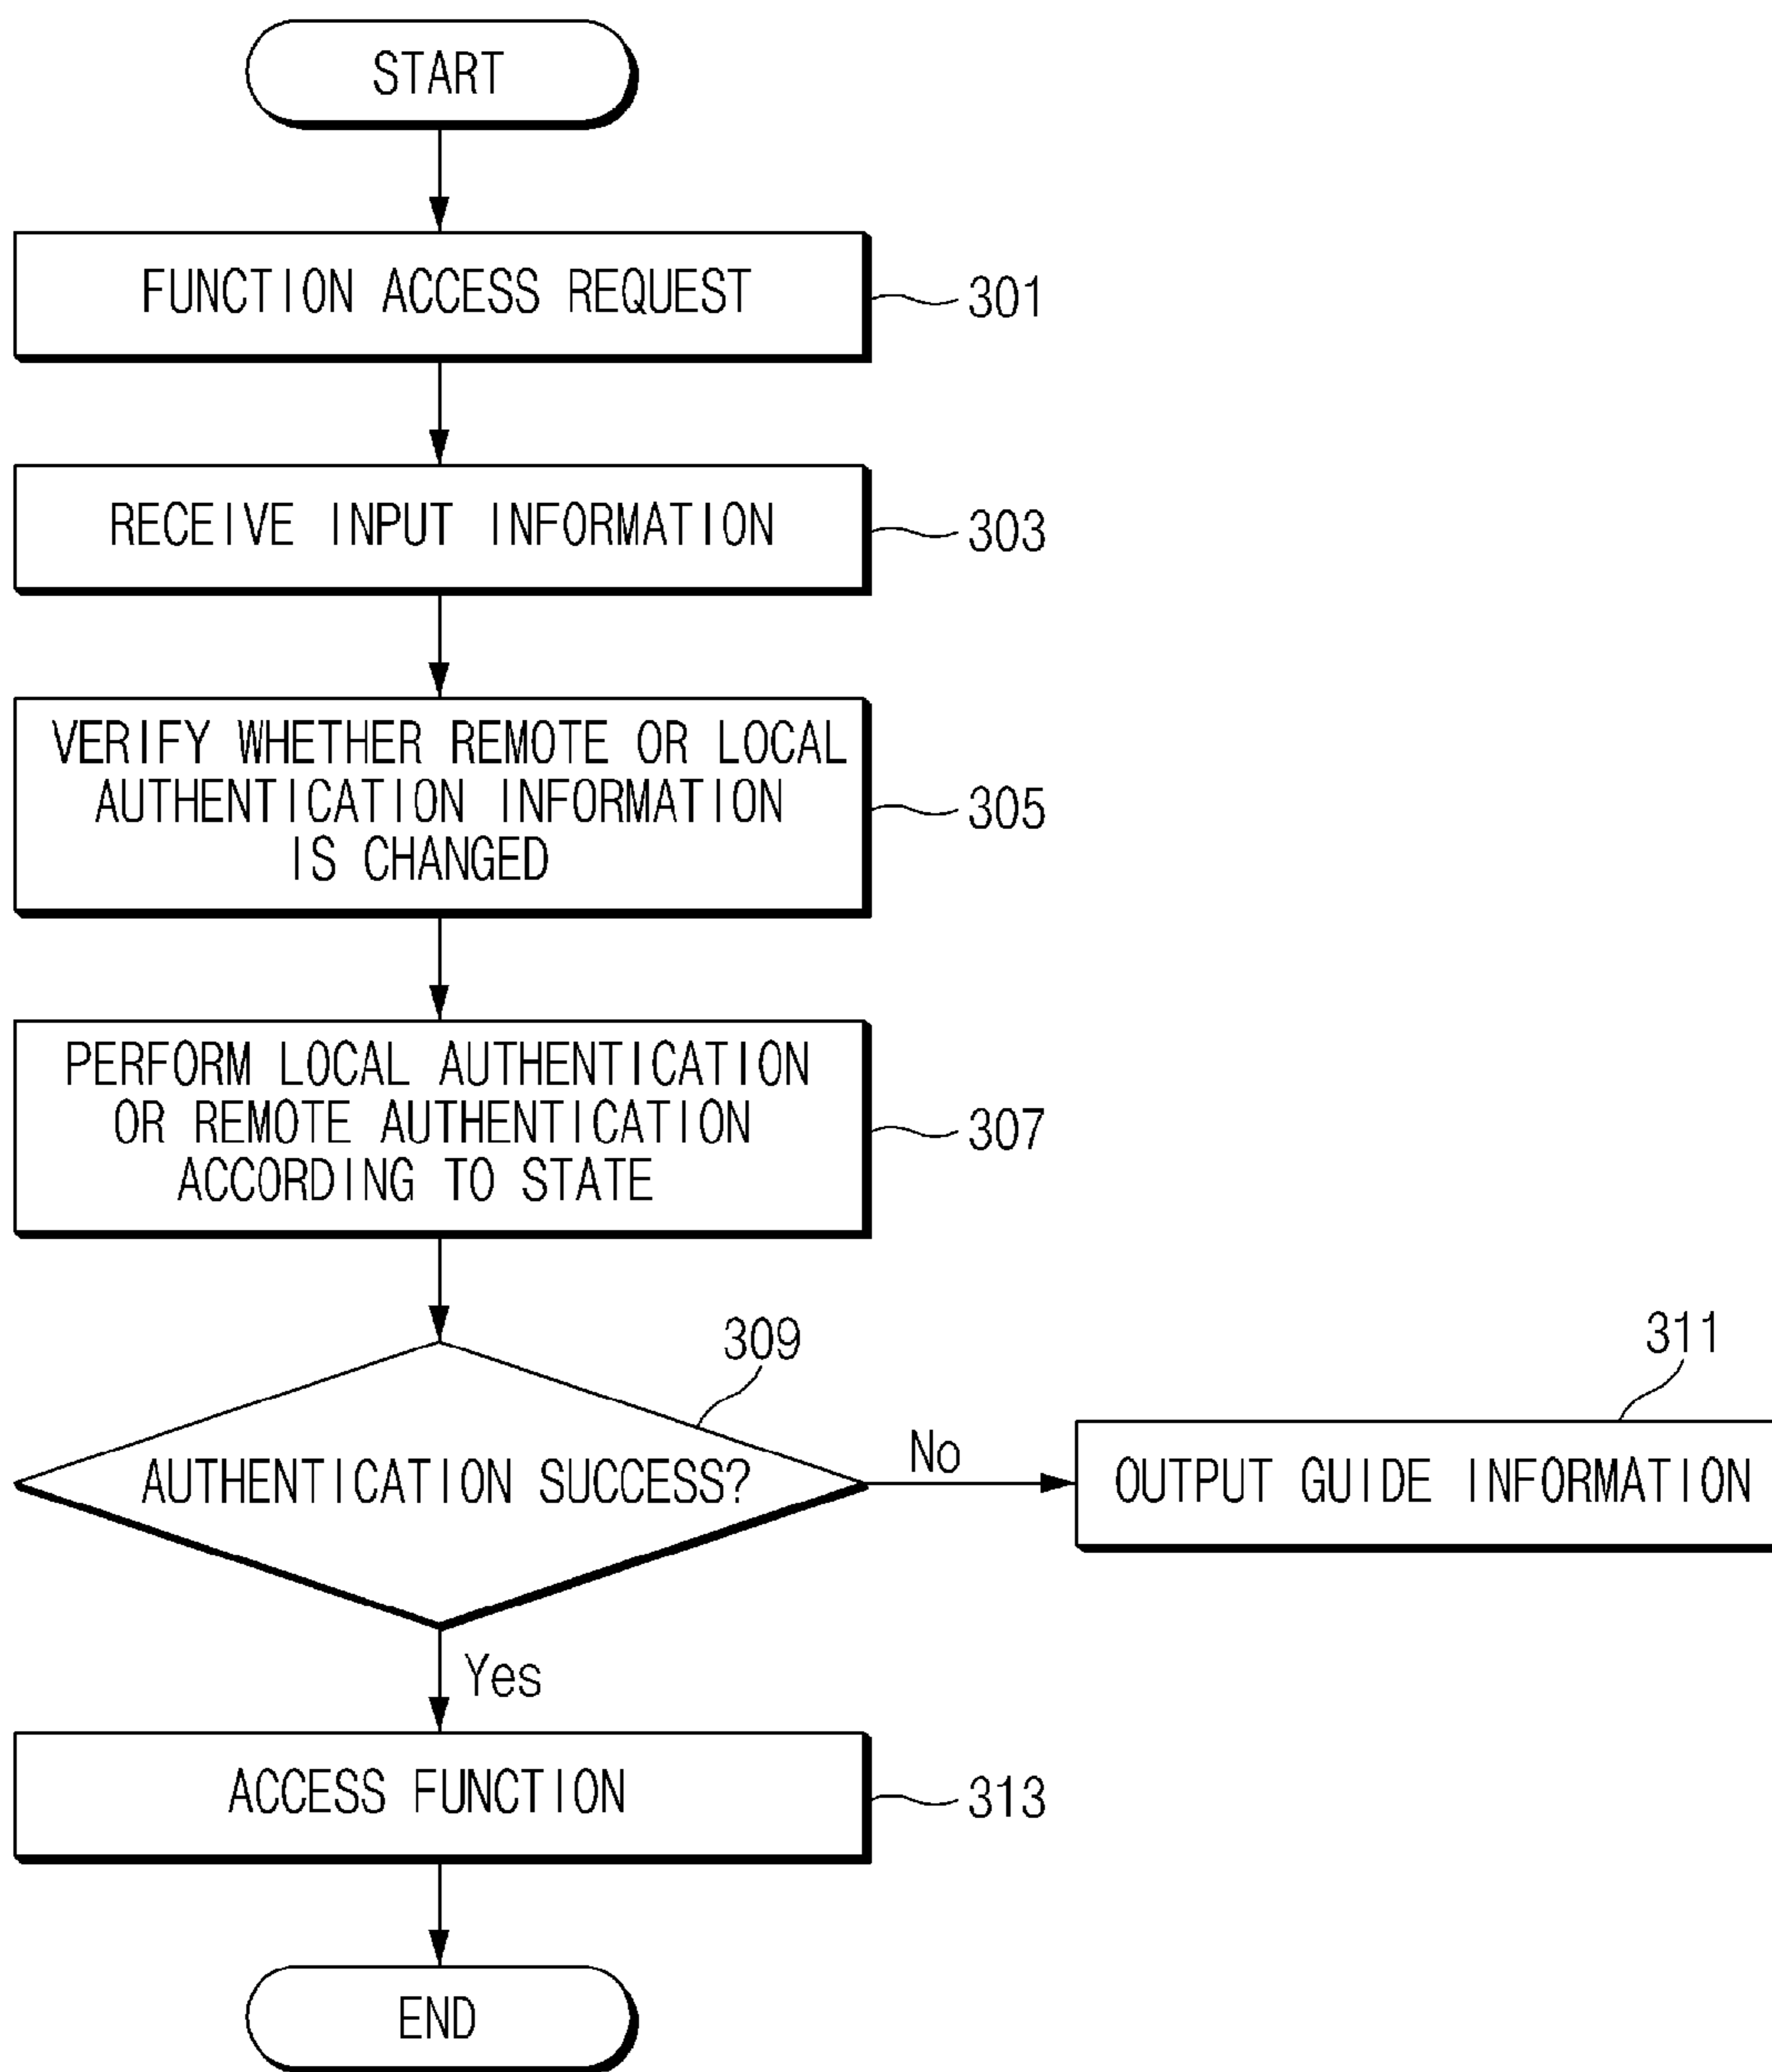 START
FUNCTION ACCESS REQUEST
301
RECEIVE INPUT INFORMATION
303
VERIFY WHETHER REMOTE OR LOCAL
AUTHENTICATION INFORMATION
IS CHANGED
305
PERFORM LOCAL AUTHENTICATION
OR REMOTE AUTHENTICATION
ACCORDING TO STATE
307
309
AUTHENTICATION SUCCESS?
No
311
OUTPUT GUIDE INFORMATION
Yes
ACCESS FUNCTION
313
END